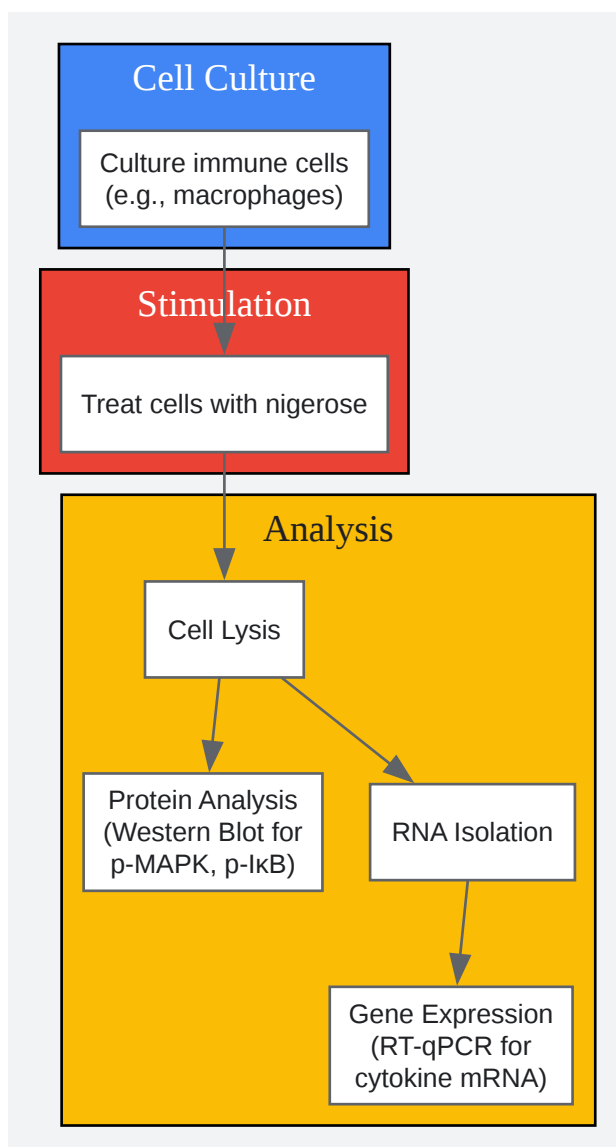 Cell Culture
Culture immune cells
(e.g., macrophages)
Stimulation
Treat cells with nigerose
Analysis
Cell Lysis
Protein Analysis
(Western Blot for
p-MAPK, p-IκB)
RNA Isolation
Gene Expression
(RT-qPCR for
cytokine mRNA)